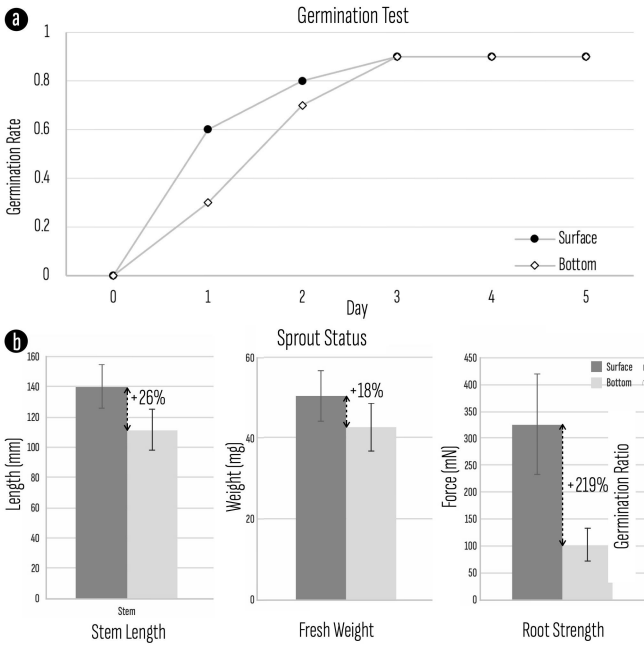 a
Germination Test
Germination Rate
1
0.8
0.6
0.4
0.2
0
0
1
2
3
4
5
Day
Surface
Bottom
b
Sprout Status
Length (mm)
160
140
120
100
80
60
40
20
0
+26%
Stem
Stem Length
Weight (mg)
60
40
20
0
+18%
Fresh Weight
Force (mN)
450
400
350
300
250
200
150
100
50
0
+219%
Surface
Bottom
Germination Ratio
Root Strength